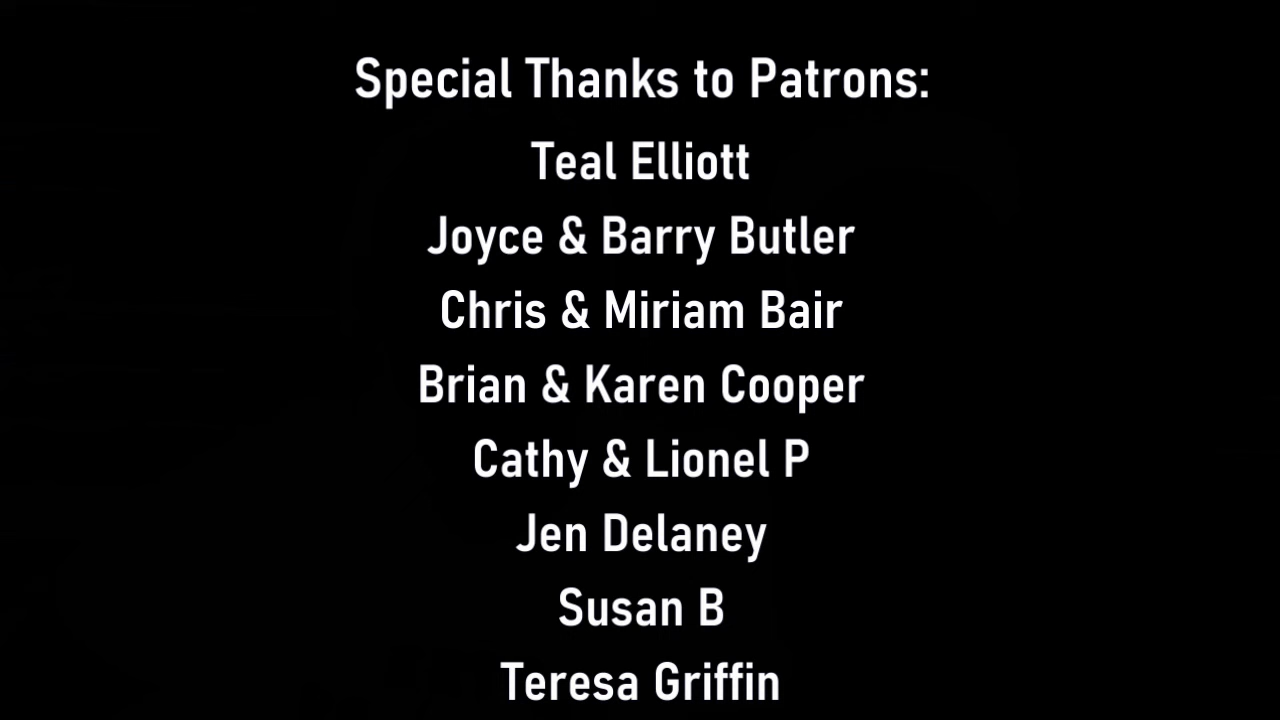 Special Thanks to Patrons:
Teal Elliott
Joyce & Barry Butler
Chris & Miriam Bair
Brian & Karen Cooper
Cathy & Lionel P
Jen Delaney
Susan B
Teresa Griffin